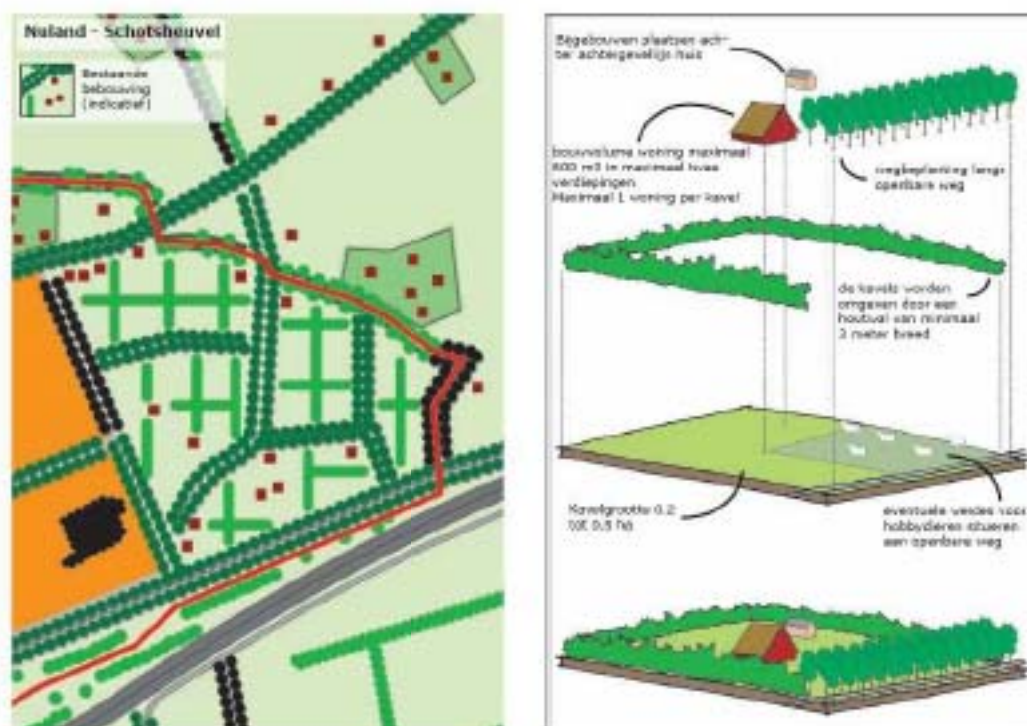 Nuland - Schotsheuvel
Bestaande
bebouwing
(indicatief)
Bijgebouwen plaatsen ach-
ter achtergevellijn huis
bouwvolume woning maximaal
600 m3 in maximaal twee
verdiepingen
Maximaal 1 woning per kavel
wegbeplanting langs
openbare weg
de kavels worden
omgeven door een
houtwal van minimaal
3 meter breed
Kavelgrootte 0.2
tot 0.5 ha
eventuele weides voor
hobbydieren situeren
aan openbare weg